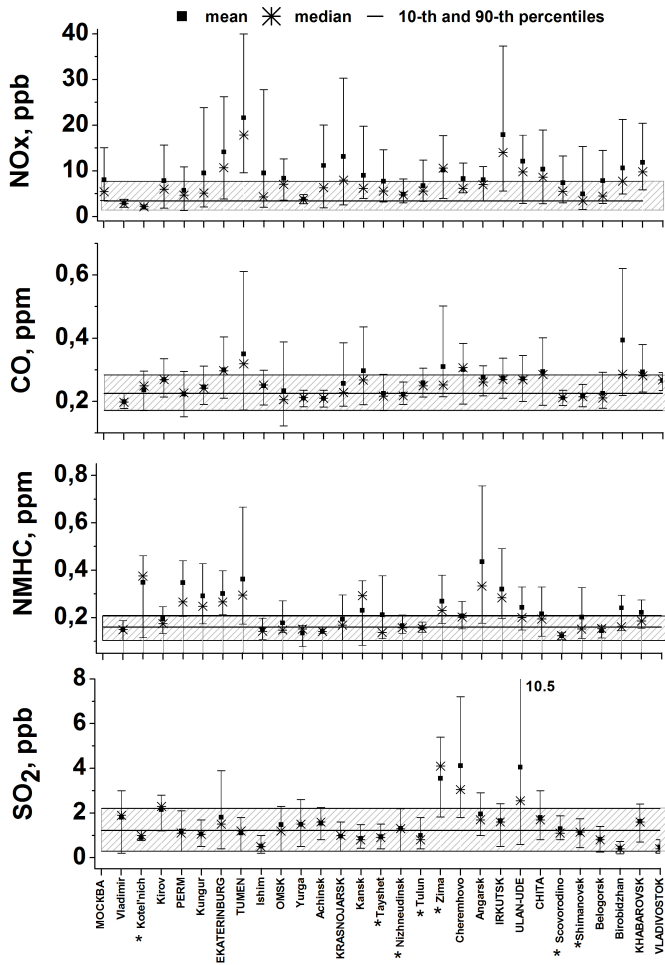 mean median 10-th and 90-th percentiles
NOx, ppb
40
30
20
10
0
CO, ppm
0,6
0,4
0,2
NMHC, ppm
0,8
0,6
0,4
0,2
SO2, ppb
8
6
4
2
0
10.5
МОСКВА
Vladimir
* Kotel'nich
Kirov
PERM
Kungur
EKATERINBURG
TUMEN
Ishim
OMSK
Yurga
Achinsk
KRASNOJARSK
Kansk
* Tayshet
* Nizhneudinsk
* Tulun
* Zima
Cheremhovo
Angarsk
IRKUTSK
ULAN-UDE
CHITA
* Scovorodino
*Shimanovsk
Belogorsk
Birobidzhan
KHABAROVSK
VLADIVOSTOK